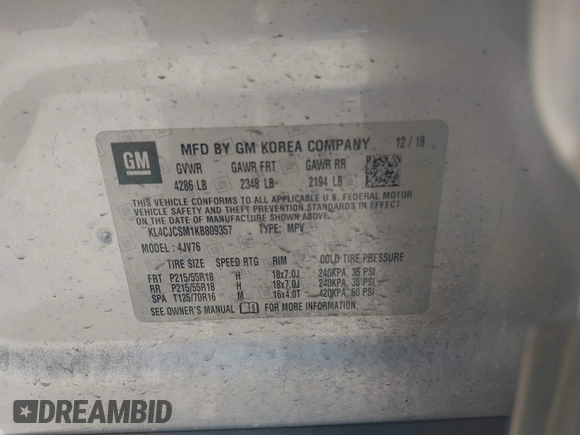 GM
MFD BY GM KOREA COMPANY 12/18
GVWR GAWR FRT GAWR RR
4286 LB 2348 LB 2194 LB
THIS VEHICLE CONFORMS TO ALL APPLICABLE U.S. FEDERAL MOTOR
VEHICLE SAFETY AND THEFT PREVENTION STANDARDS IN EFFECT ON
THE DATE OF MANUFACTURE SHOWN ABOVE.
KL4CJCSM1KB809357 TYPE: MPV
MODEL: 4JV76
TIRE SIZE SPEED RTG RIM COLD TIRE PRESSURE
FRT P215/55R18 H 18x7.0J 240KPA, 35 PSI
RR P215/55R18 H 18x7.0J 240KPA, 35 PSI
SPA T125/70R16 M 16x4.0T 420KPA, 60 PSI
SEE OWNER'S MANUAL FOR MORE INFORMATION.
DREAMBID